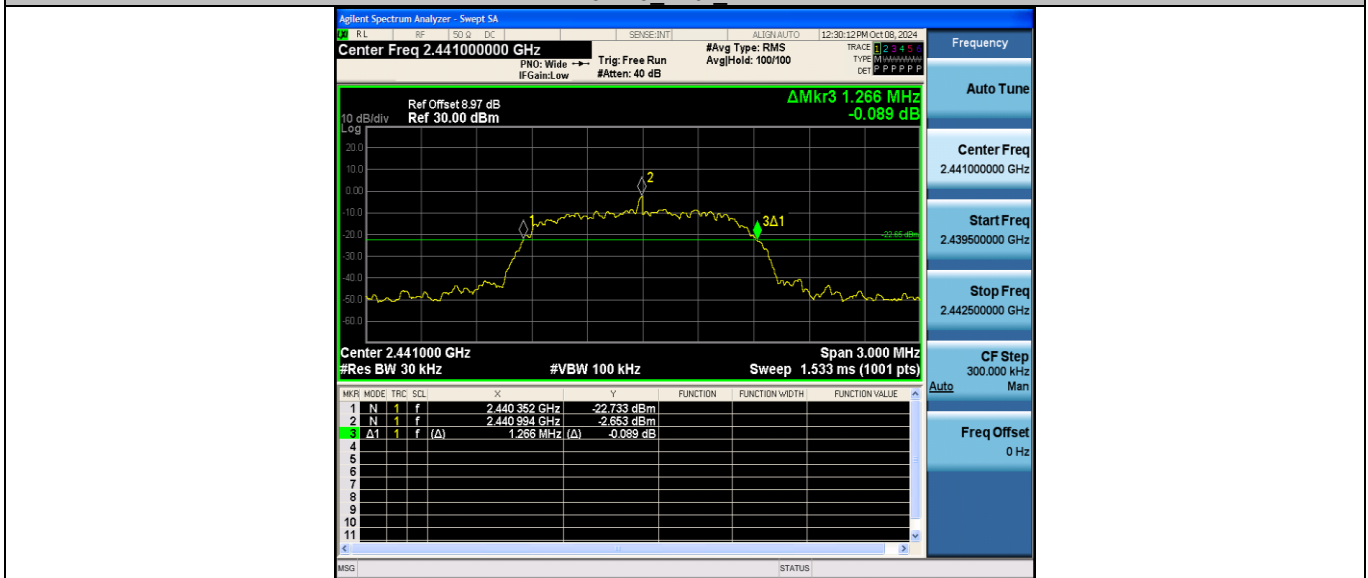 Agilent Spectrum Analyzer - Swept SA
RL RF 50 Ω DC SENSE:INT ALIGN AUTO 12:30:12 PM Oct 08, 2024
Center Freq 2.441000000 GHz
PNO: Wide
IFGain:Low
Trig: Free Run
#Atten: 40 dB
#Avg Type: RMS
Avg|Hold: 100/100
TRACE 1 2 3 4 5 6
TYPE MWWWWW
DET P P P P P P
Ref Offset 8.97 dB
10 dB/div Ref 30.00 dBm
Log
ΔMkr3 1.266 MHz
-0.089 dB
20.0
10.0
0.00
-10.0
-20.0
-30.0
-40.0
-50.0
-60.0
1
2
3Δ1
-22.65 dBm
Center 2.441000 GHz Span 3.000 MHz
#Res BW 30 kHz #VBW 100 kHz Sweep 1.533 ms (1001 pts)
MKR MODE TRC SCL X Y FUNCTION FUNCTION WIDTH FUNCTION VALUE
1 N 1 f 2.440 352 GHz -22.733 dBm
2 N 1 f 2.440 994 GHz -2.653 dBm
3 Δ1 1 f (Δ) 1.266 MHz (Δ) -0.089 dB
4
5
6
7
8
9
10
11
MSG STATUS
Frequency
Auto Tune
Center Freq
2.441000000 GHz
Start Freq
2.439500000 GHz
Stop Freq
2.442500000 GHz
CF Step
300.000 kHz
Auto Man
Freq Offset
0 Hz